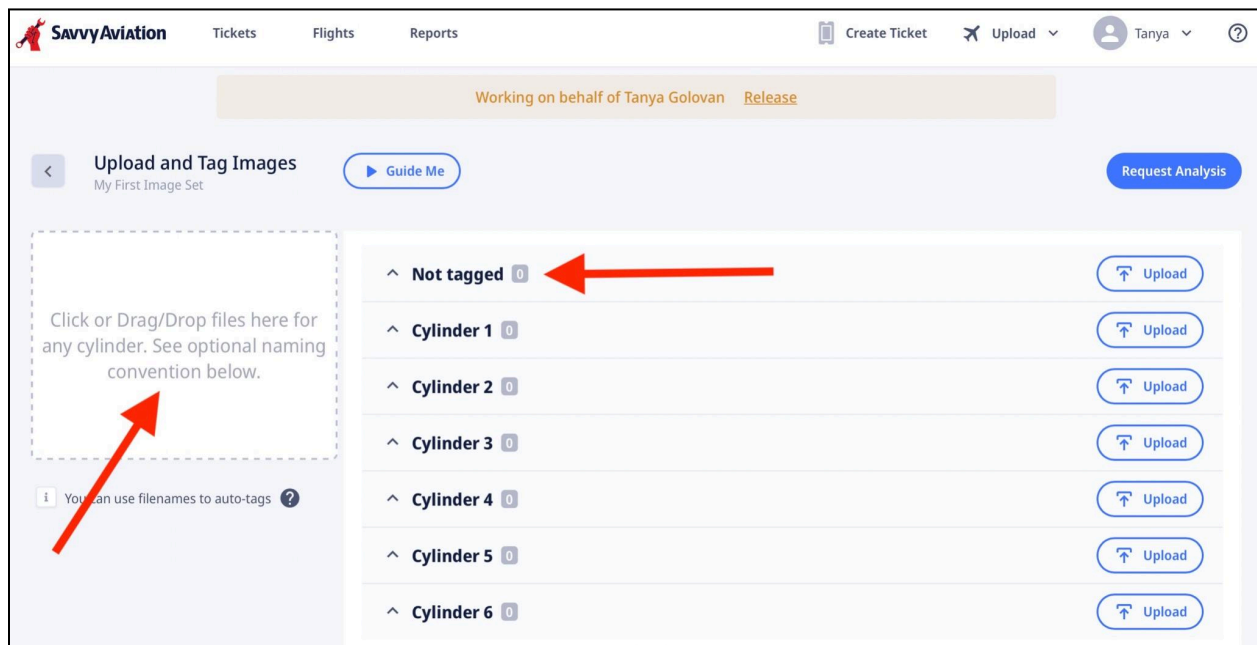 SavvyAviation Tickets Flights Reports Create Ticket Upload Tanya ?
Working on behalf of Tanya Golovan Release
Upload and Tag Images
My First Image Set
Guide Me
Request Analysis
Click or Drag/Drop files here for
any cylinder. See optional naming
convention below.
i You can use filenames to auto-tags ?
Not tagged 0 Upload
Cylinder 1 0 Upload
Cylinder 2 0 Upload
Cylinder 3 0 Upload
Cylinder 4 0 Upload
Cylinder 5 0 Upload
Cylinder 6 0 Upload